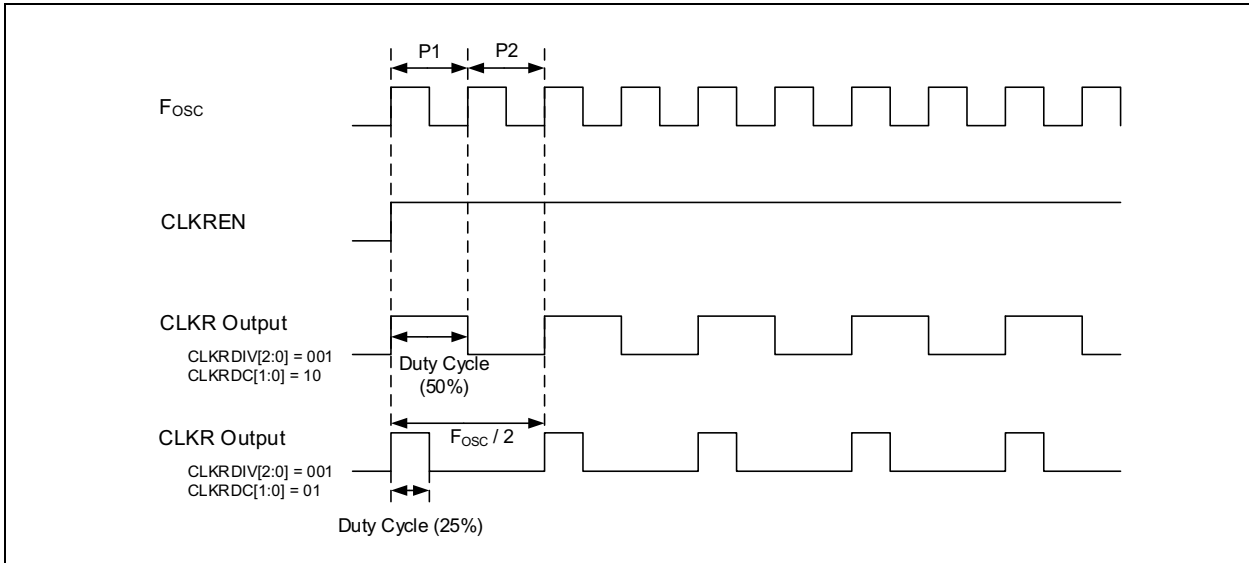 P1 P2
FOSC
CLKREN
CLKR Output
CLKRDIV[2:0] = 001
CLKRDC[1:0] = 10
Duty Cycle
(50%)
FOSC / 2
CLKR Output
CLKRDIV[2:0] = 001
CLKRDC[1:0] = 01
Duty Cycle (25%)